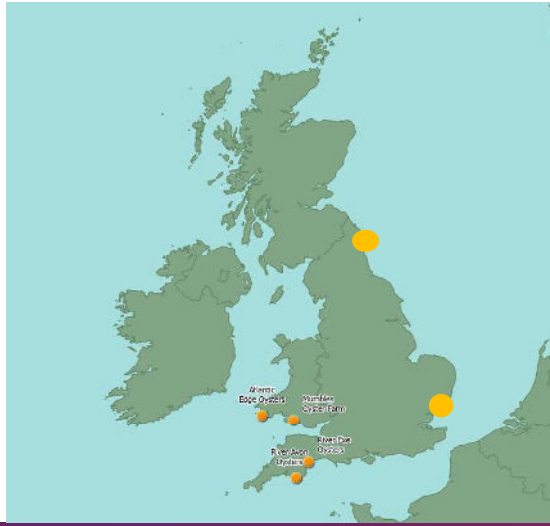 Atlantic
Edge Oysters
Mumbles
Oyster Farm
River Exe
Oysters
River Avon
Oysters